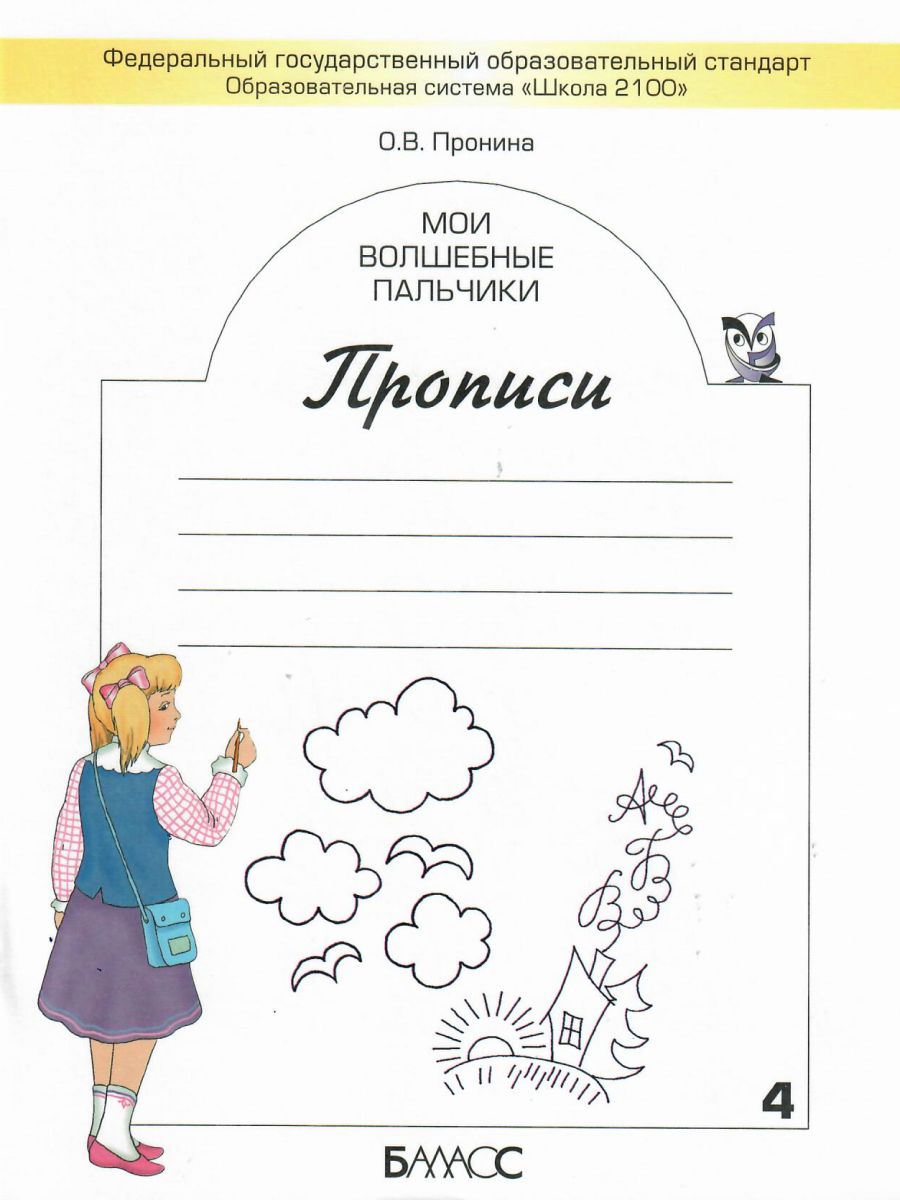 Федеральный государственный образовательный стандарт
Образовательная система «Школа 2100»
О.В. Пронина
МОИ
ВОЛШЕБНЫЕ
ПАЛЬЧИКИ
Прописи
А
Б
В
4
БАЛАСС